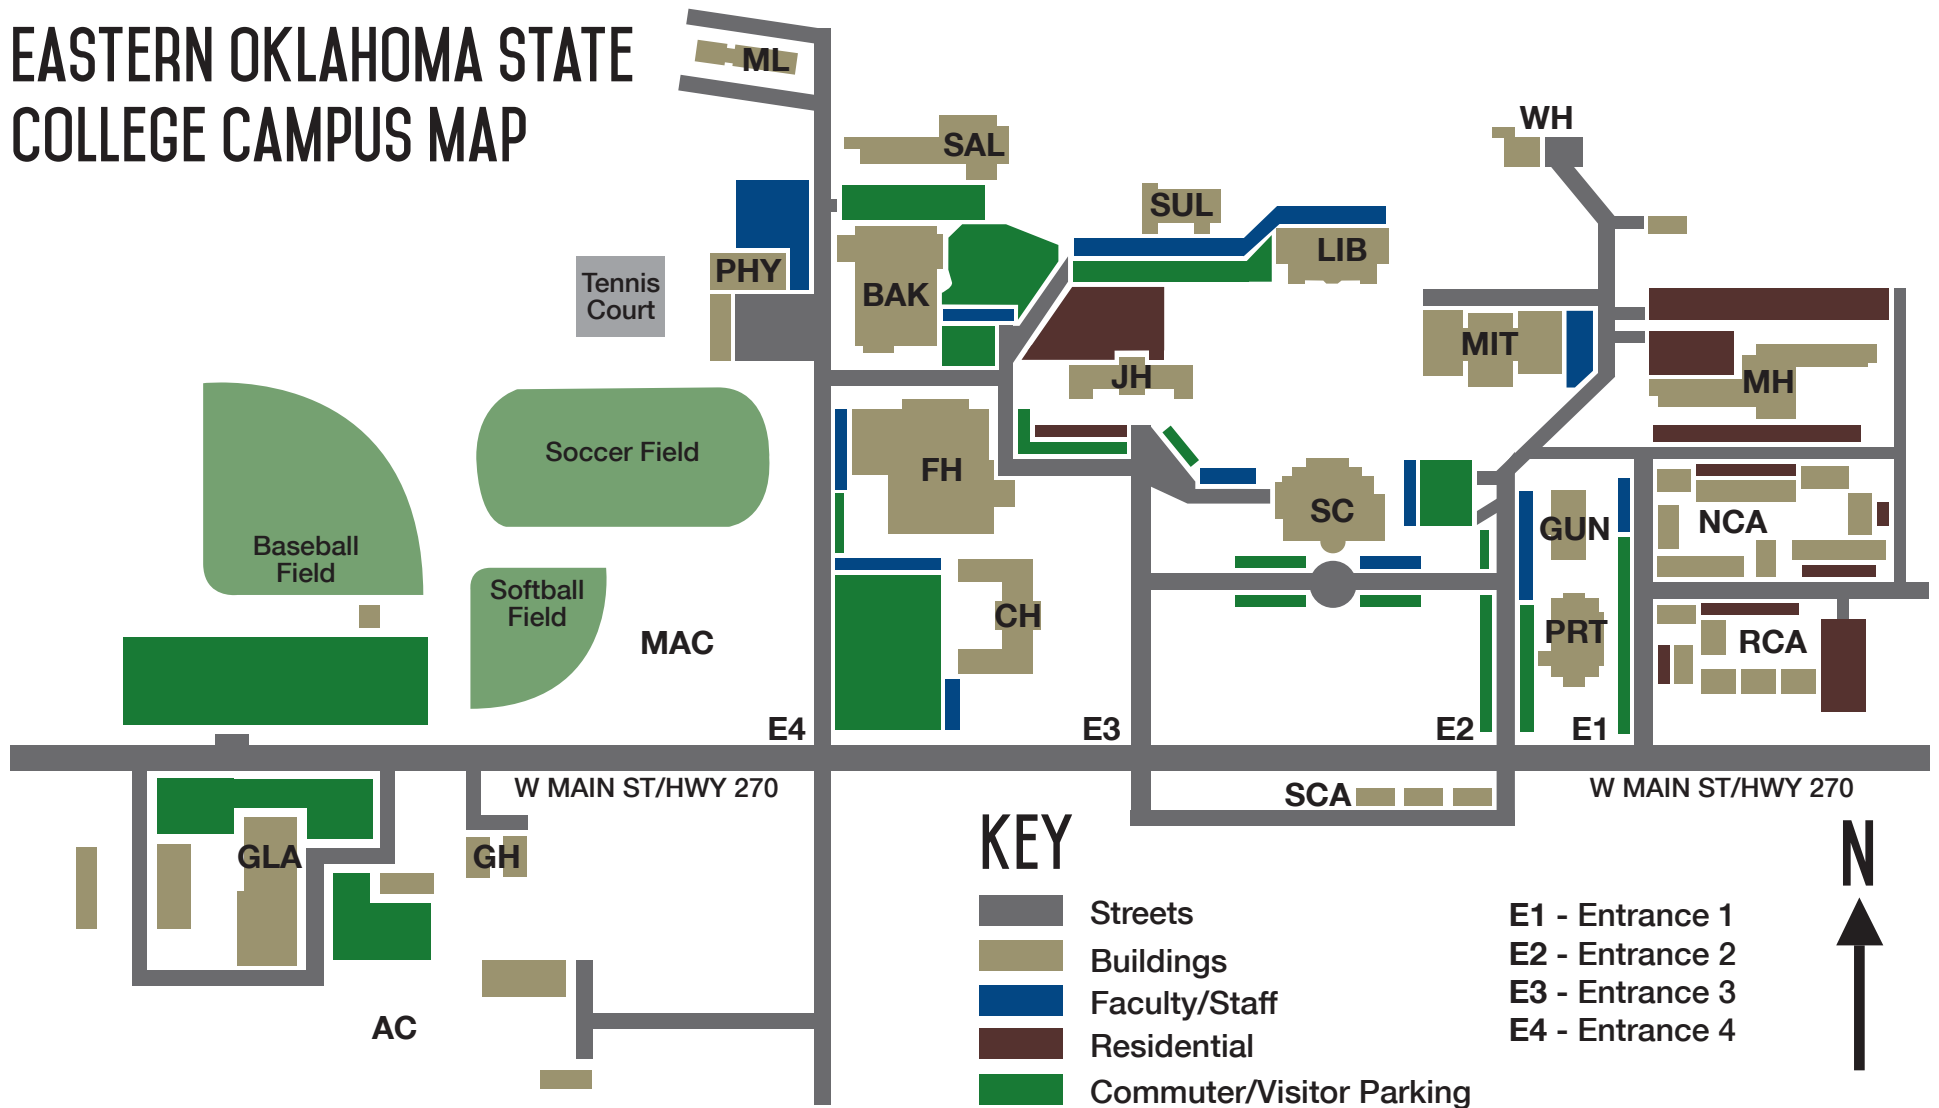 EASTERN OKLAHOMA STATE
COLLEGE CAMPUS MAP
ML
SAL
WH
SUL
LIB
PHY
Tennis
Court
BAK
MIT
JH
MH
Soccer Field
FH
SC
GUN
NCA
Baseball
Field
Softball
Field
CH
MAC
PRT
RCA
E4
E3
E2
E1
W MAIN ST/HWY 270
W MAIN ST/HWY 270
SCA
GLA
GH
AC
KEY
Streets
Buildings
Faculty/Staff
Residential
Commuter/Visitor Parking
E1 - Entrance 1
E2 - Entrance 2
E3 - Entrance 3
E4 - Entrance 4
N